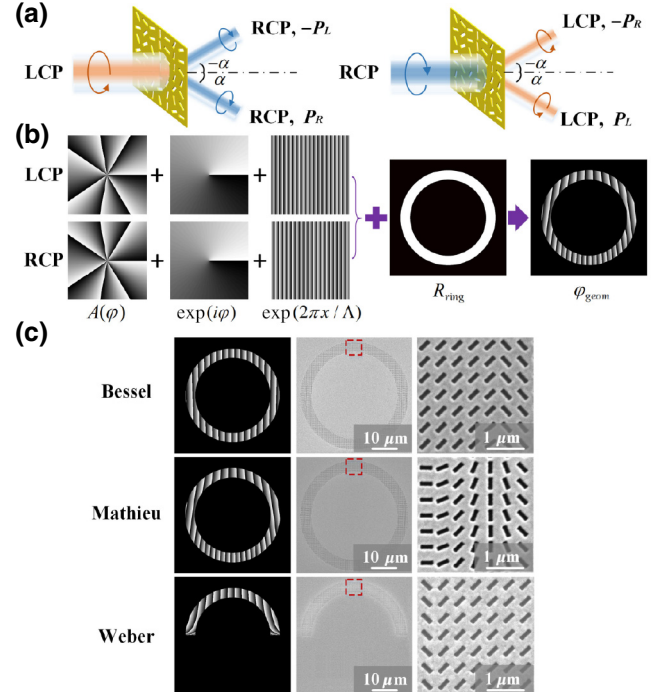 (a)
RCP, −P_L
LCP
−α
α
RCP, P_R
LCP, −P_R
RCP
−α
α
LCP, P_L
(b)
LCP
+
+
RCP
+
+
A(φ)
exp(iφ)
exp(2πx / Λ)
R_ring
φ_geom
(c)
Bessel
10 μm
1 μm
Mathieu
10 μm
1 μm
Weber
10 μm
1 μm